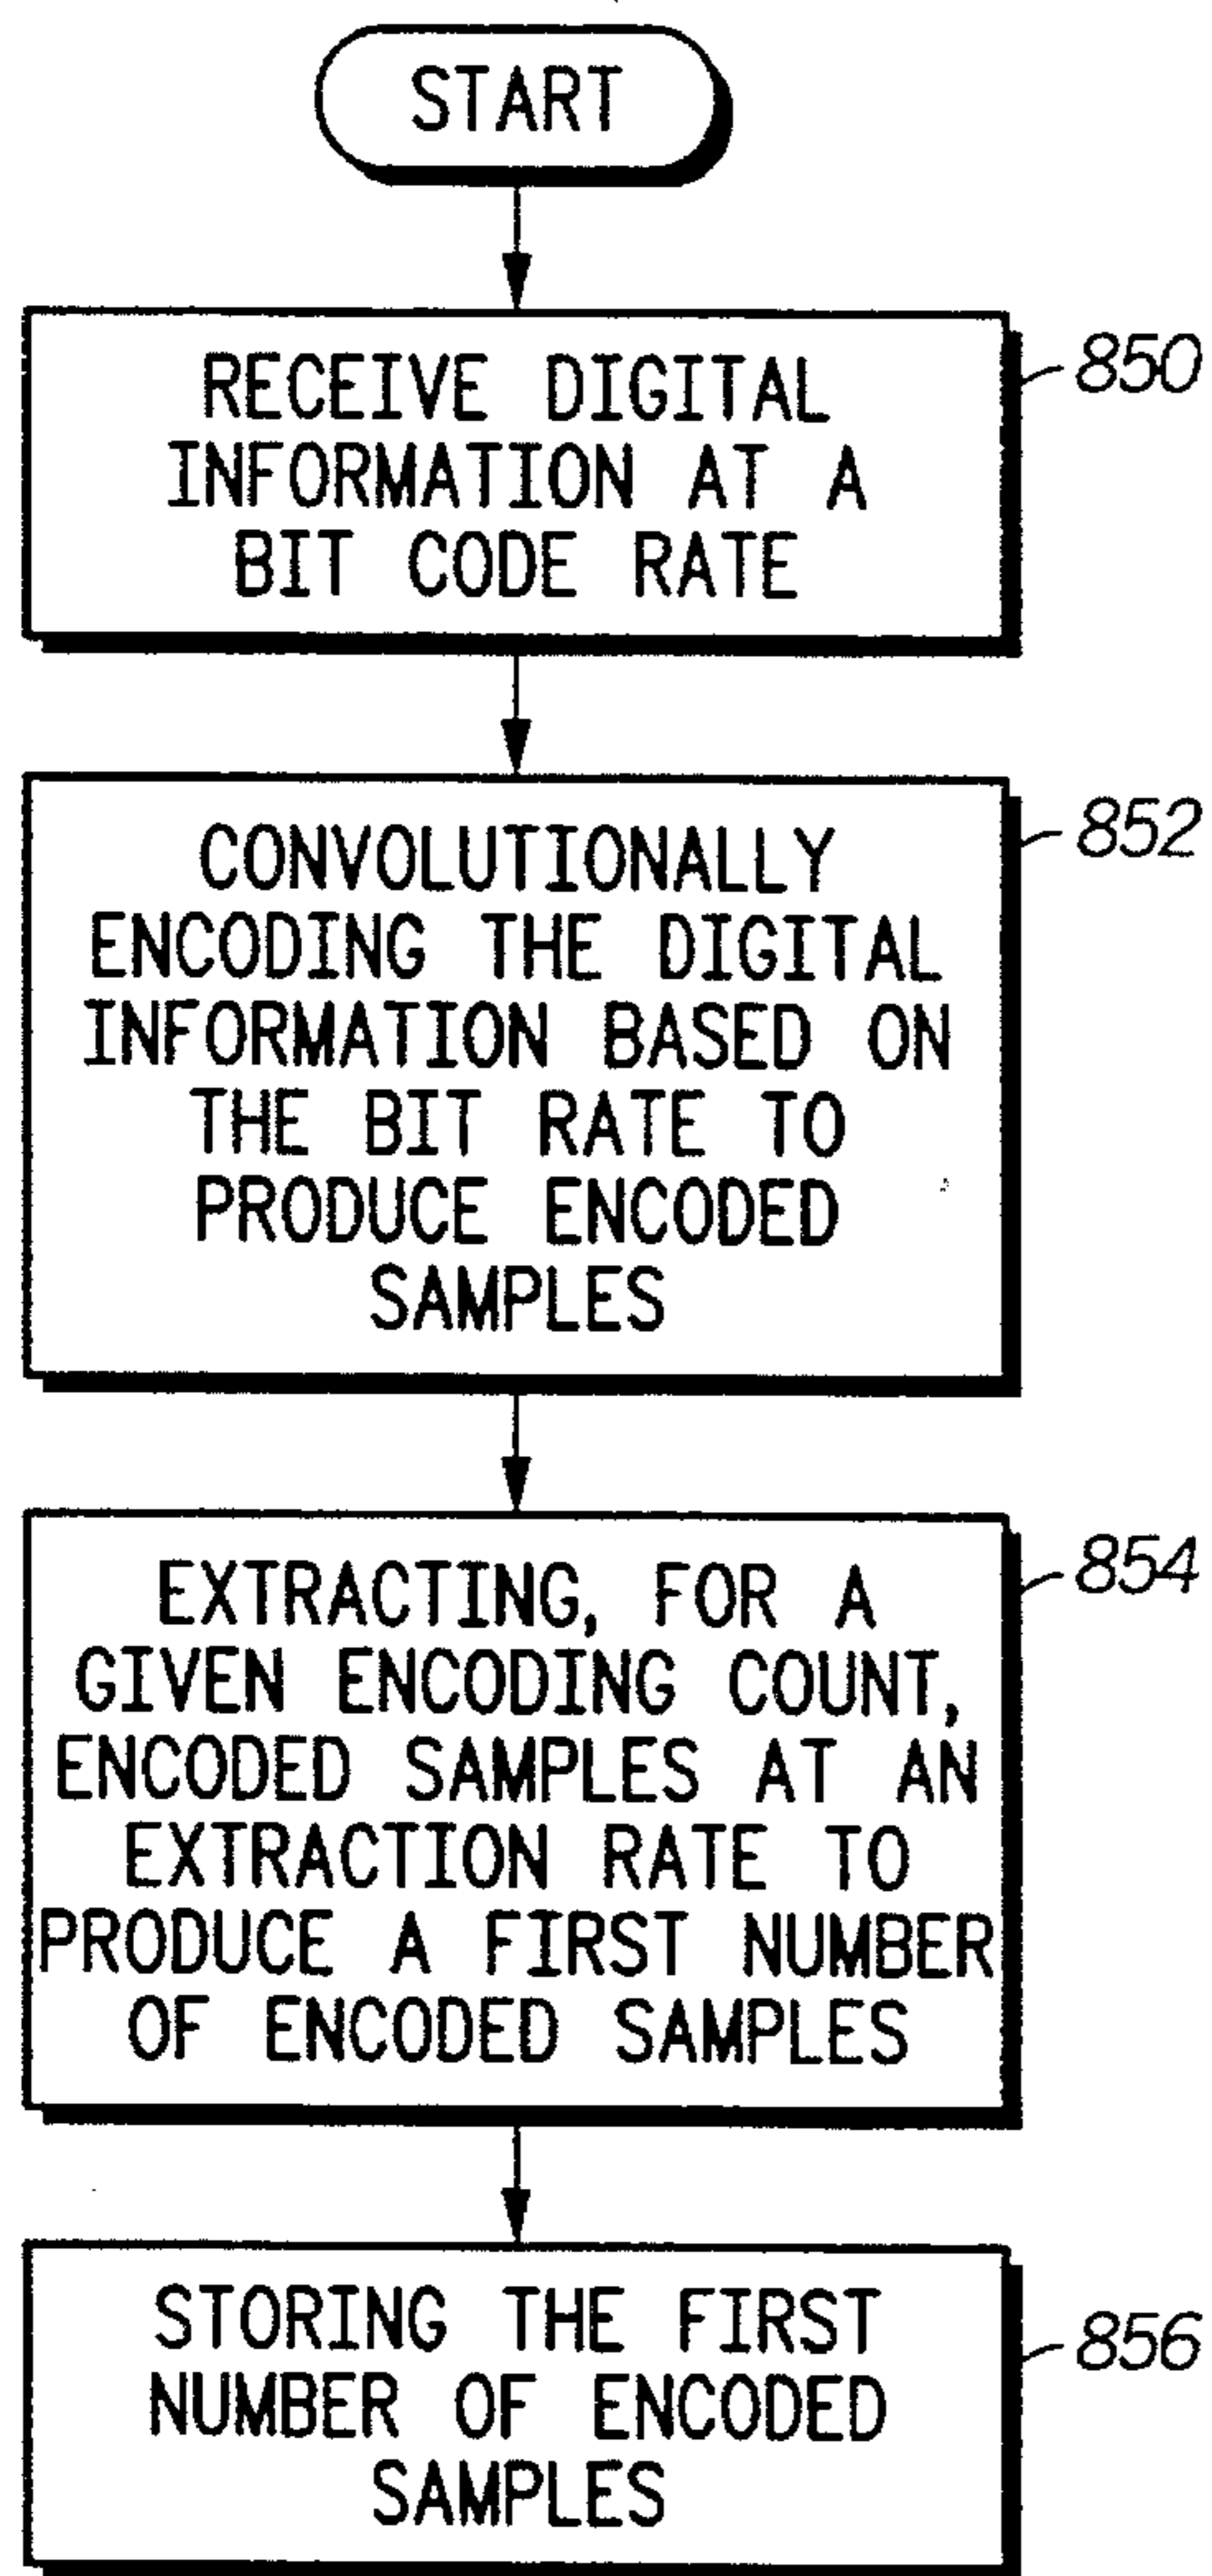 START
RECEIVE DIGITAL
INFORMATION AT A
BIT CODE RATE
850
CONVOLUTIONALLY
ENCODING THE DIGITAL
INFORMATION BASED ON
THE BIT RATE TO
PRODUCE ENCODED
SAMPLES
852
EXTRACTING, FOR A
GIVEN ENCODING COUNT,
ENCODED SAMPLES AT AN
EXTRACTION RATE TO
PRODUCE A FIRST NUMBER
OF ENCODED SAMPLES
854
STORING THE FIRST
NUMBER OF ENCODED
SAMPLES
856